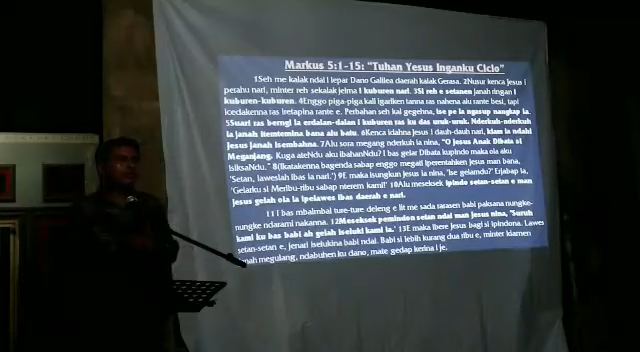 Markus 5:1-15: "Tuhan Yesus Inganku Cicio"
1Seh me kalak ndai i lepar Dano Galilea daerah kalak Gerasa. 2Nusur kenca Jesus i
perahu nari, minter reh sekalak jelma i kuburen nari. 3Si reh e setanen janah ringan i
kuburen-kuburen. 4Enggo piga-piga kali igariken tanna ras nahena alu rante besi, tapi
icedakenna ras iretapina rante e. Perbahan seh kal gegehna, ise pe la ngasup nangkap ia.
5Suari ras berngi ia erdalan-dalan i kuburen ras ku das uruk-uruk. Nderkuh-nderkuh
ia janah itemtemina bana alu batu. 6Kenca idahna Jesus i dauh-dauh nari, kiam ia ndahi
Jesus janah isembahna. 7Alu sora megang nderkuh ia nina, "O Jesus Anak Dibata si
Meganjang, Kuga ateNdu aku ibahanNdu? I bas gelar Dibata kupindo maka ola aku
isiksaNdu." 8(Ikatakenna bagenda sabap enggo megati iperentahken Jesus man bana,
'Setan, laweslah ibas ia nari.') 9E maka isungkun Jesus ia nina, "Ise gelarndu?" Erjabap ia,
'Gelarku si Meribu-ribu sabap nterem kami!' 10Alu meseksek ipindo setan-setan e man
Jesus gelah ola ia ipelawes ibas daerah e nari.
11I bas mbalmbal ture-ture deleng e lit me sada rarasen babi paksana nungke-
nungke ndarami nakanna. 12Meseksek pemindon setan ndai man Jesus nina, 'Suruh
kami ku bas babi ah gelah iseluki kami ia.' 13E maka ibere Jesus bagi si ipindona. Lawes
setan-setan e, jenari iselukina babi ndai. Babi si lebih kurang dua ribu e, minter kiamen
janah megulang, ndabuhen ku dano, mate gedap kerina i je.